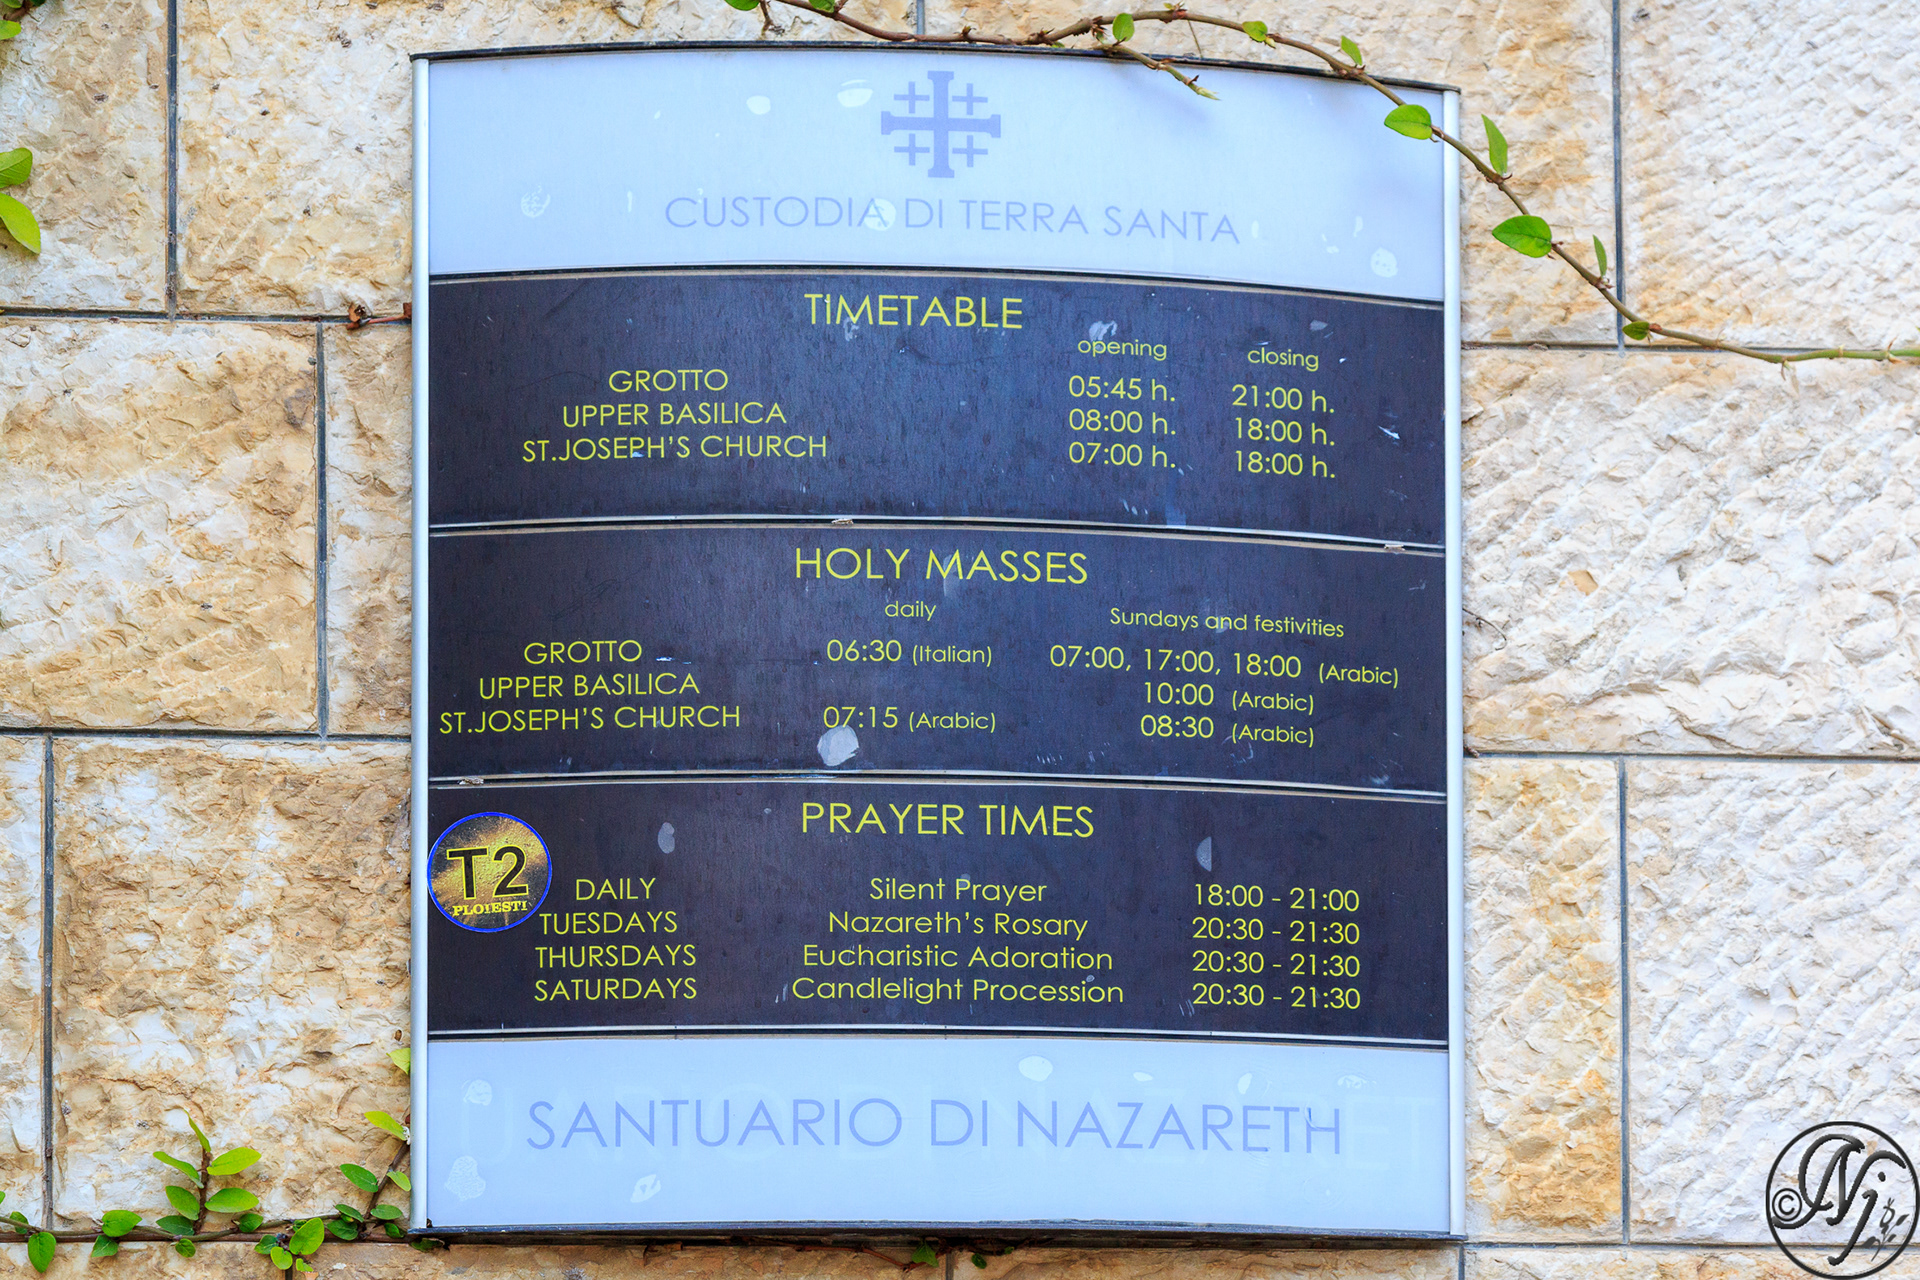 CUSTODIA DI TERRA SANTA
TIMETABLE
opening closing
GROTTO 05:45 h. 21:00 h.
UPPER BASILICA 08:00 h. 18:00 h.
ST.JOSEPH'S CHURCH 07:00 h. 18:00 h.
HOLY MASSES
daily Sundays and festivities
GROTTO 06:30 (Italian) 07:00, 17:00, 18:00 (Arabic)
UPPER BASILICA 10:00 (Arabic)
ST.JOSEPH'S CHURCH 07:15 (Arabic) 08:30 (Arabic)
PRAYER TIMES
T2
PLOIESTI
DAILY Silent Prayer 18:00 - 21:00
TUESDAYS Nazareth's Rosary 20:30 - 21:30
THURSDAYS Eucharistic Adoration 20:30 - 21:30
SATURDAYS Candlelight Procession 20:30 - 21:30
SANTUARIO DI NAZARETH
© Nj